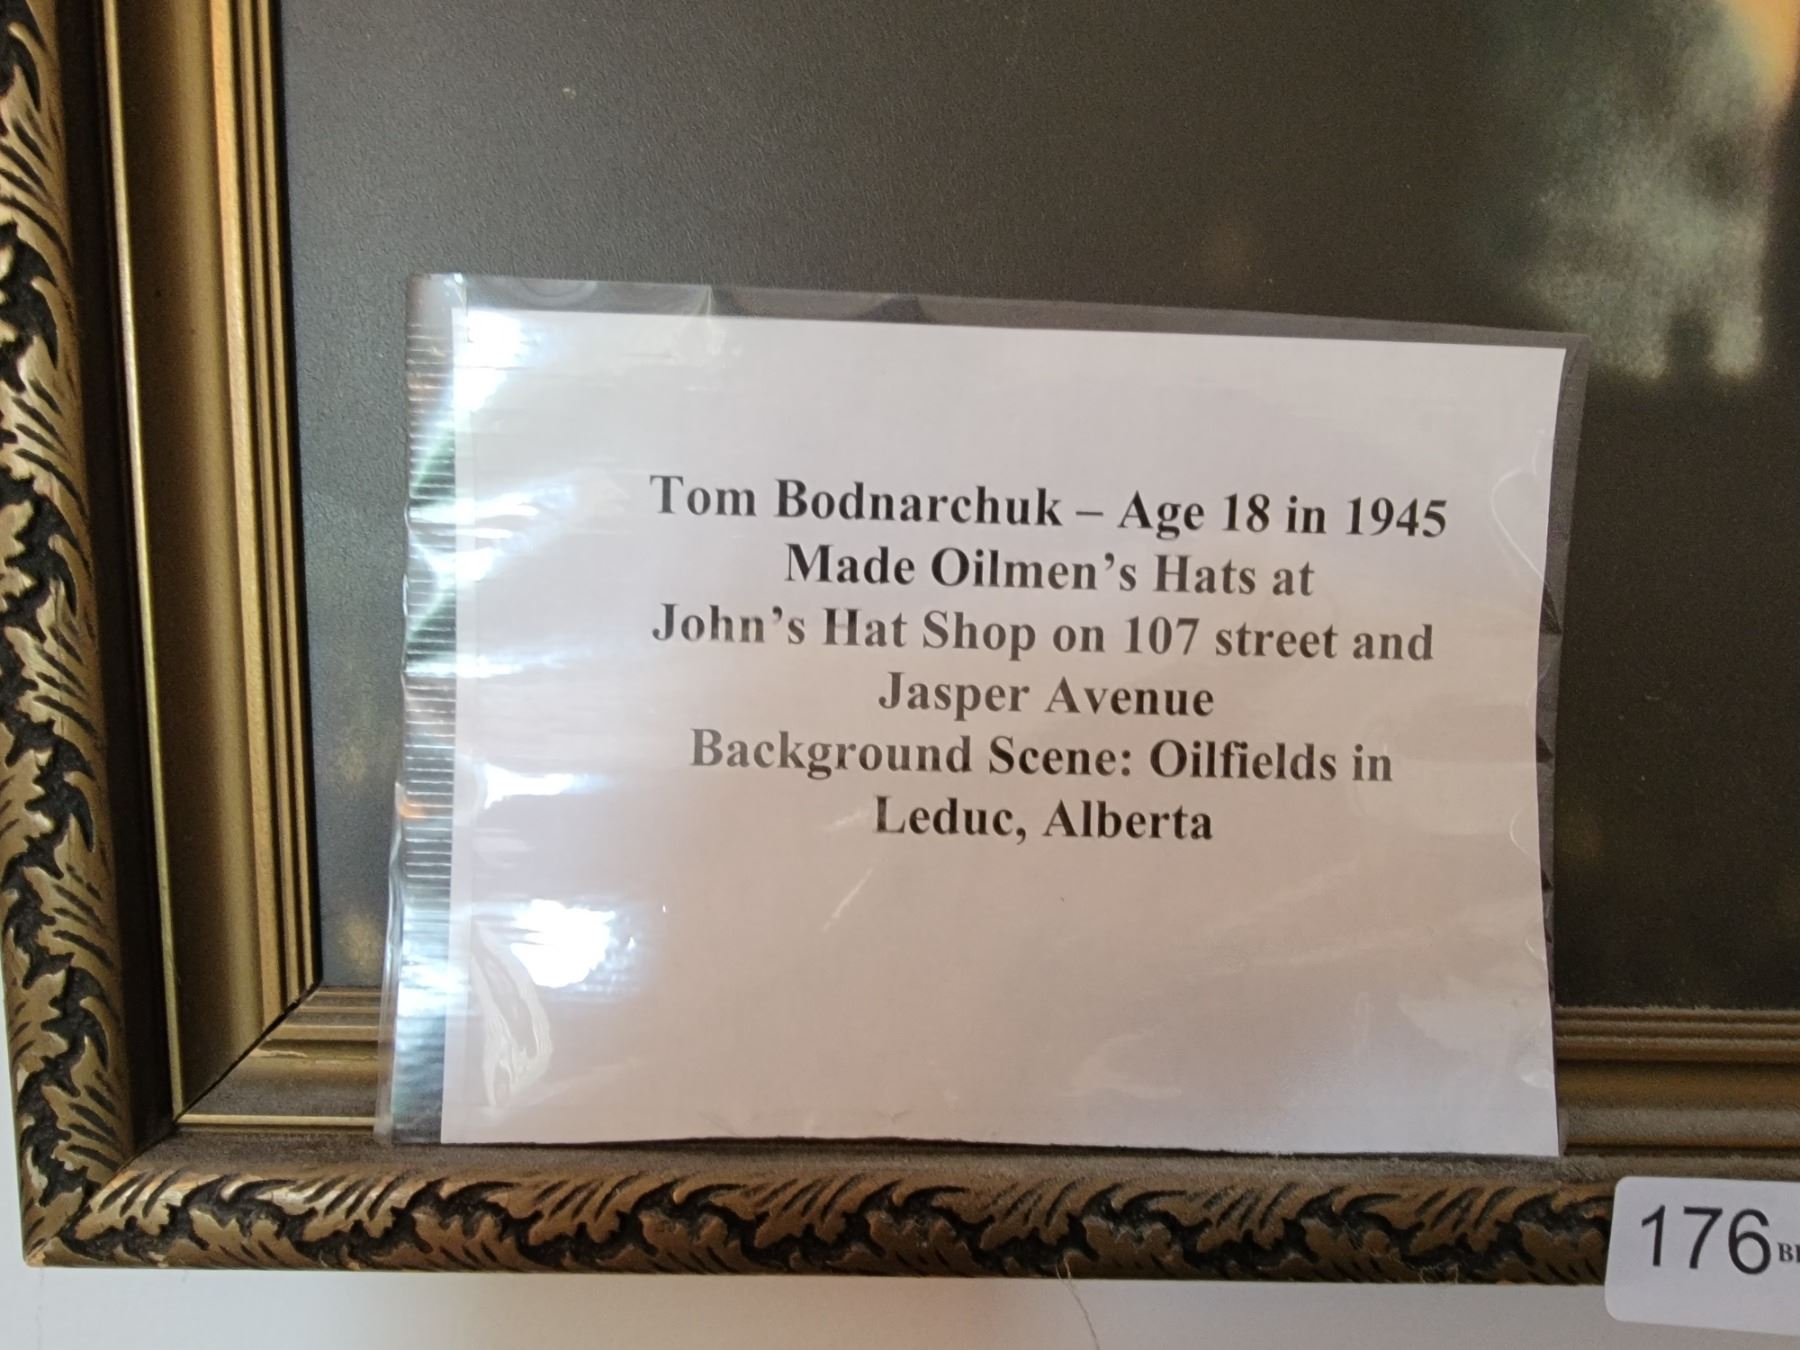 Tom Bodnarchuk – Age 18 in 1945
Made Oilmen's Hats at
John's Hat Shop on 107 street and
Jasper Avenue
Background Scene: Oilfields in
Leduc, Alberta
176